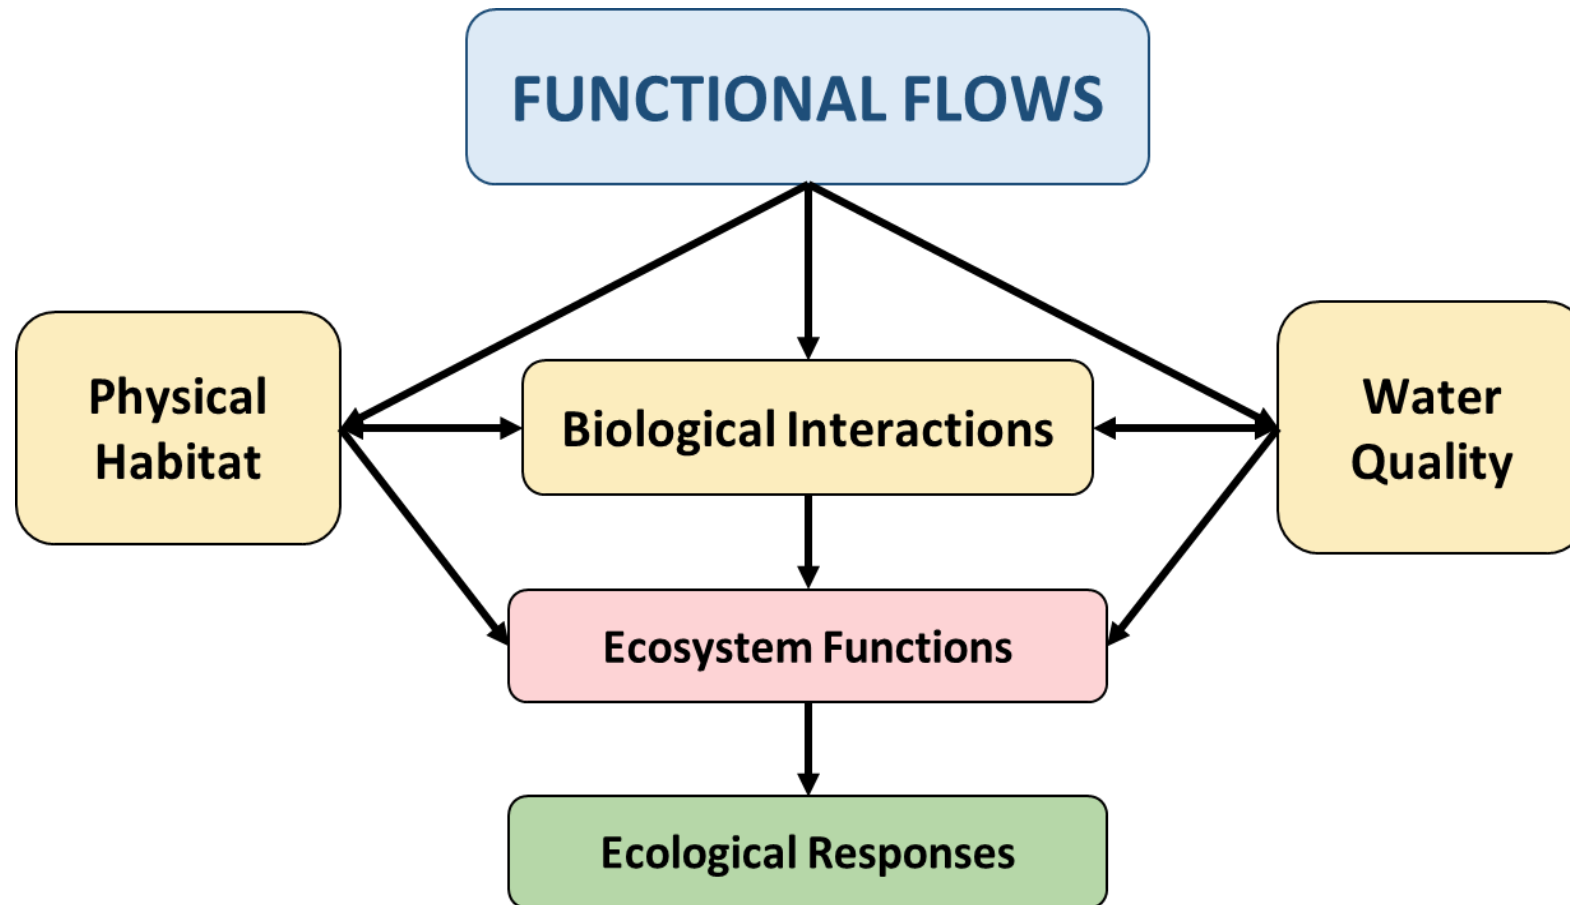 FUNCTIONAL FLOWS
Physical
Habitat
Biological Interactions
Water
Quality
Ecosystem Functions
Ecological Responses